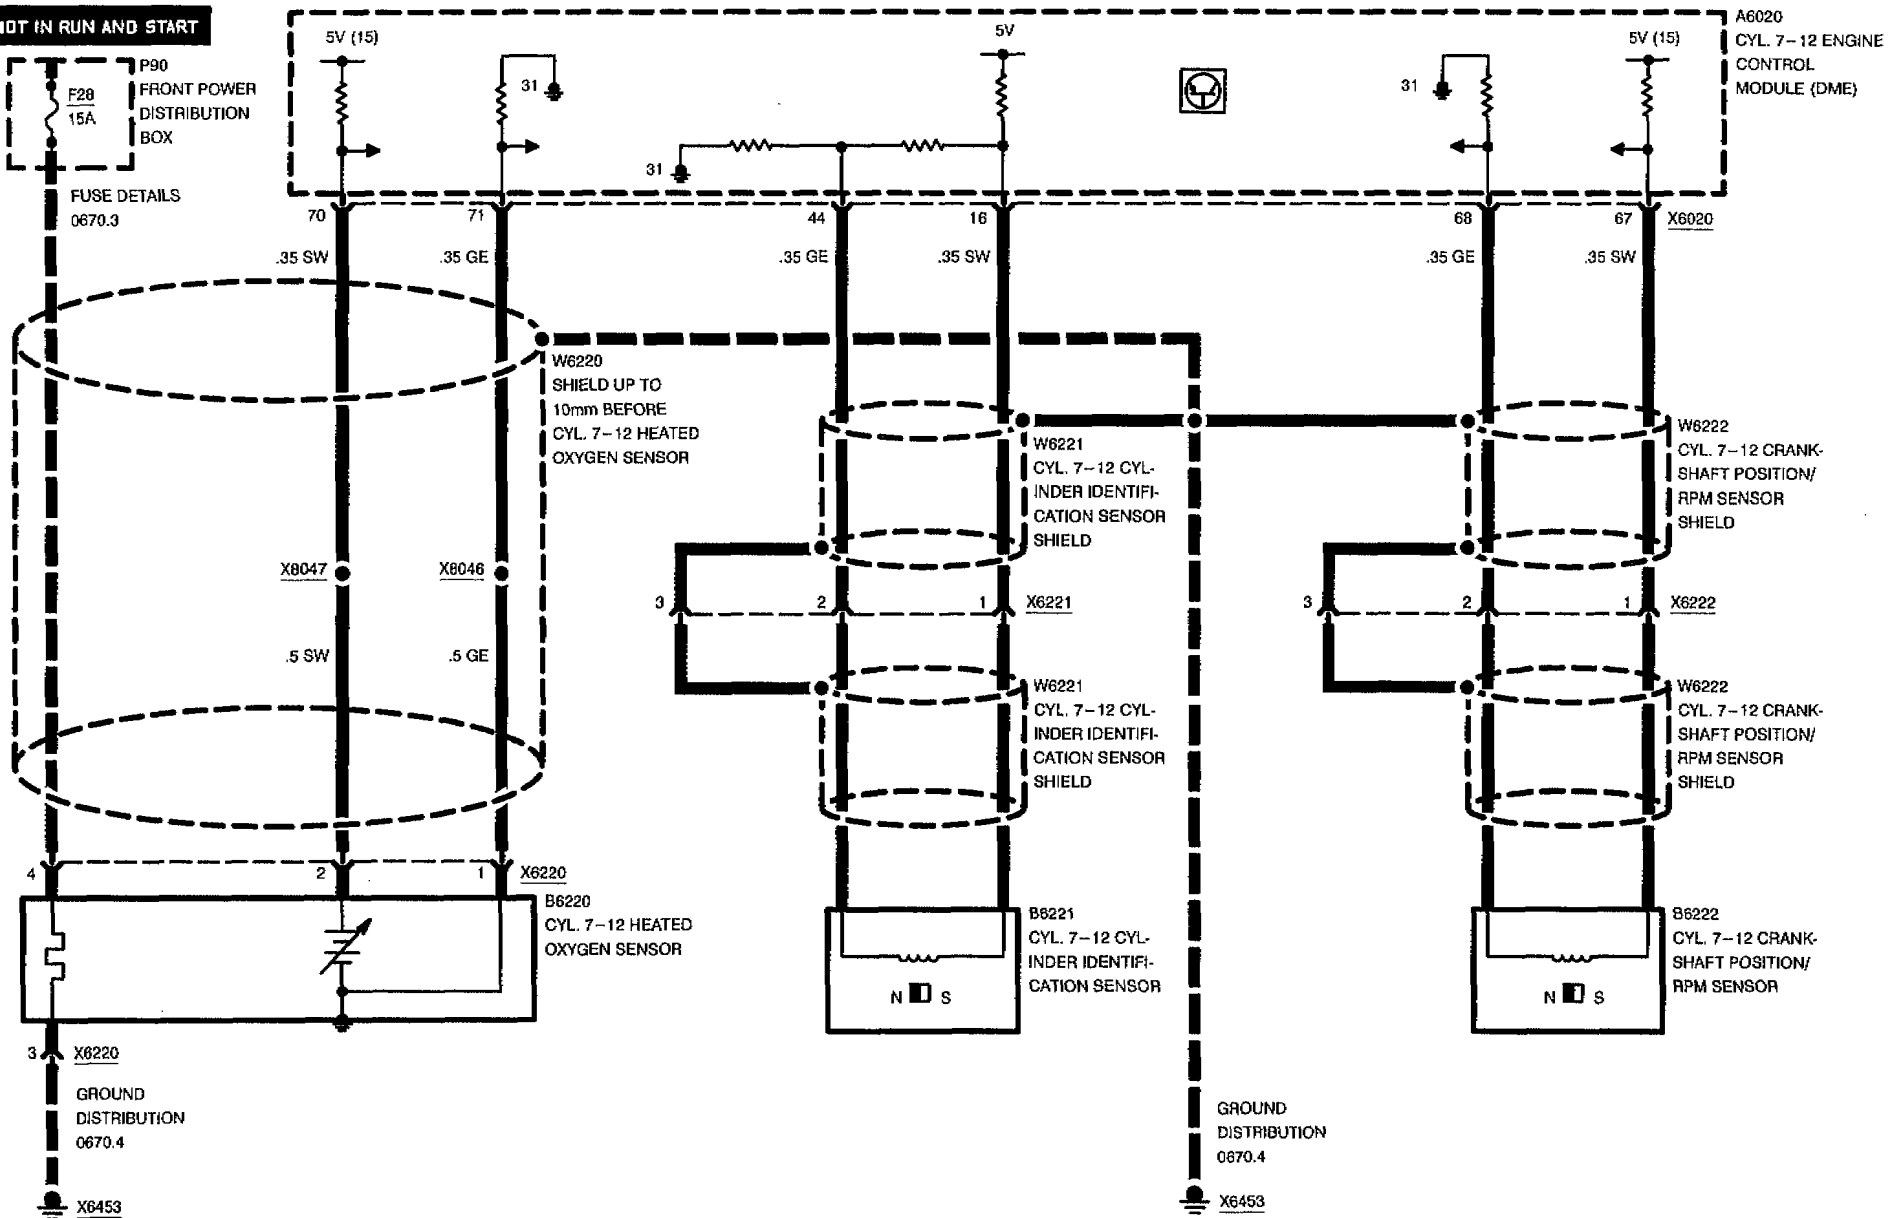 HOT IN RUN AND START
P90
FRONT POWER
DISTRIBUTION
BOX
F28
15A
FUSE DETAILS
0670.3
5V (15)
31
5V
31
31
5V (15)
A6020
CYL. 7–12 ENGINE
CONTROL
MODULE (DME)
70
71
44
16
68
67
X6020
.35 SW
.35 GE
.35 GE
.35 SW
.35 GE
.35 SW
W6220
SHIELD UP TO
10mm BEFORE
CYL. 7–12 HEATED
OXYGEN SENSOR
W6221
CYL. 7–12 CYL-
INDER IDENTIFI-
CATION SENSOR
SHIELD
W6222
CYL. 7–12 CRANK-
SHAFT POSITION/
RPM SENSOR
SHIELD
X8047
X8046
3
2
1
X6221
3
2
1
X6222
.5 SW
.5 GE
W6221
CYL. 7–12 CYL-
INDER IDENTIFI-
CATION SENSOR
SHIELD
W6222
CYL. 7–12 CRANK-
SHAFT POSITION/
RPM SENSOR
SHIELD
4
2
1
X6220
B6220
CYL. 7–12 HEATED
OXYGEN SENSOR
B6221
CYL. 7–12 CYL-
INDER IDENTIFI-
CATION SENSOR
N S
B6222
CYL. 7–12 CRANK-
SHAFT POSITION/
RPM SENSOR
N S
3
X6220
GROUND
DISTRIBUTION
0670.4
X6453
GROUND
DISTRIBUTION
0670.4
X6453